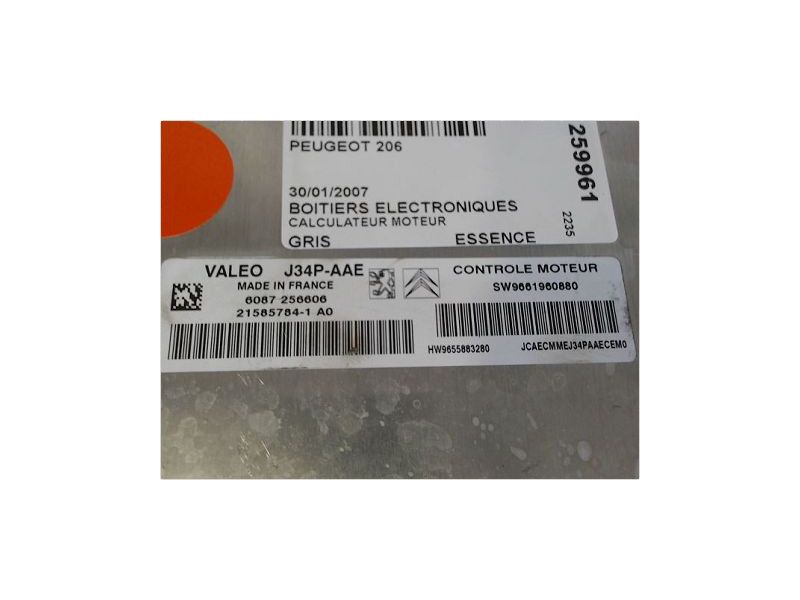 PEUGEOT 206
30/01/2007
BOITIERS ELECTRONIQUES
CALCULATEUR MOTEUR
GRIS ESSENCE
259961
2235
VALEO J34P-AAE
MADE IN FRANCE
6087 256606
21585784-1 A0
CONTROLE MOTEUR
SW9661960880
HW9655883280 JCAECMMEJ34PAAECEM0